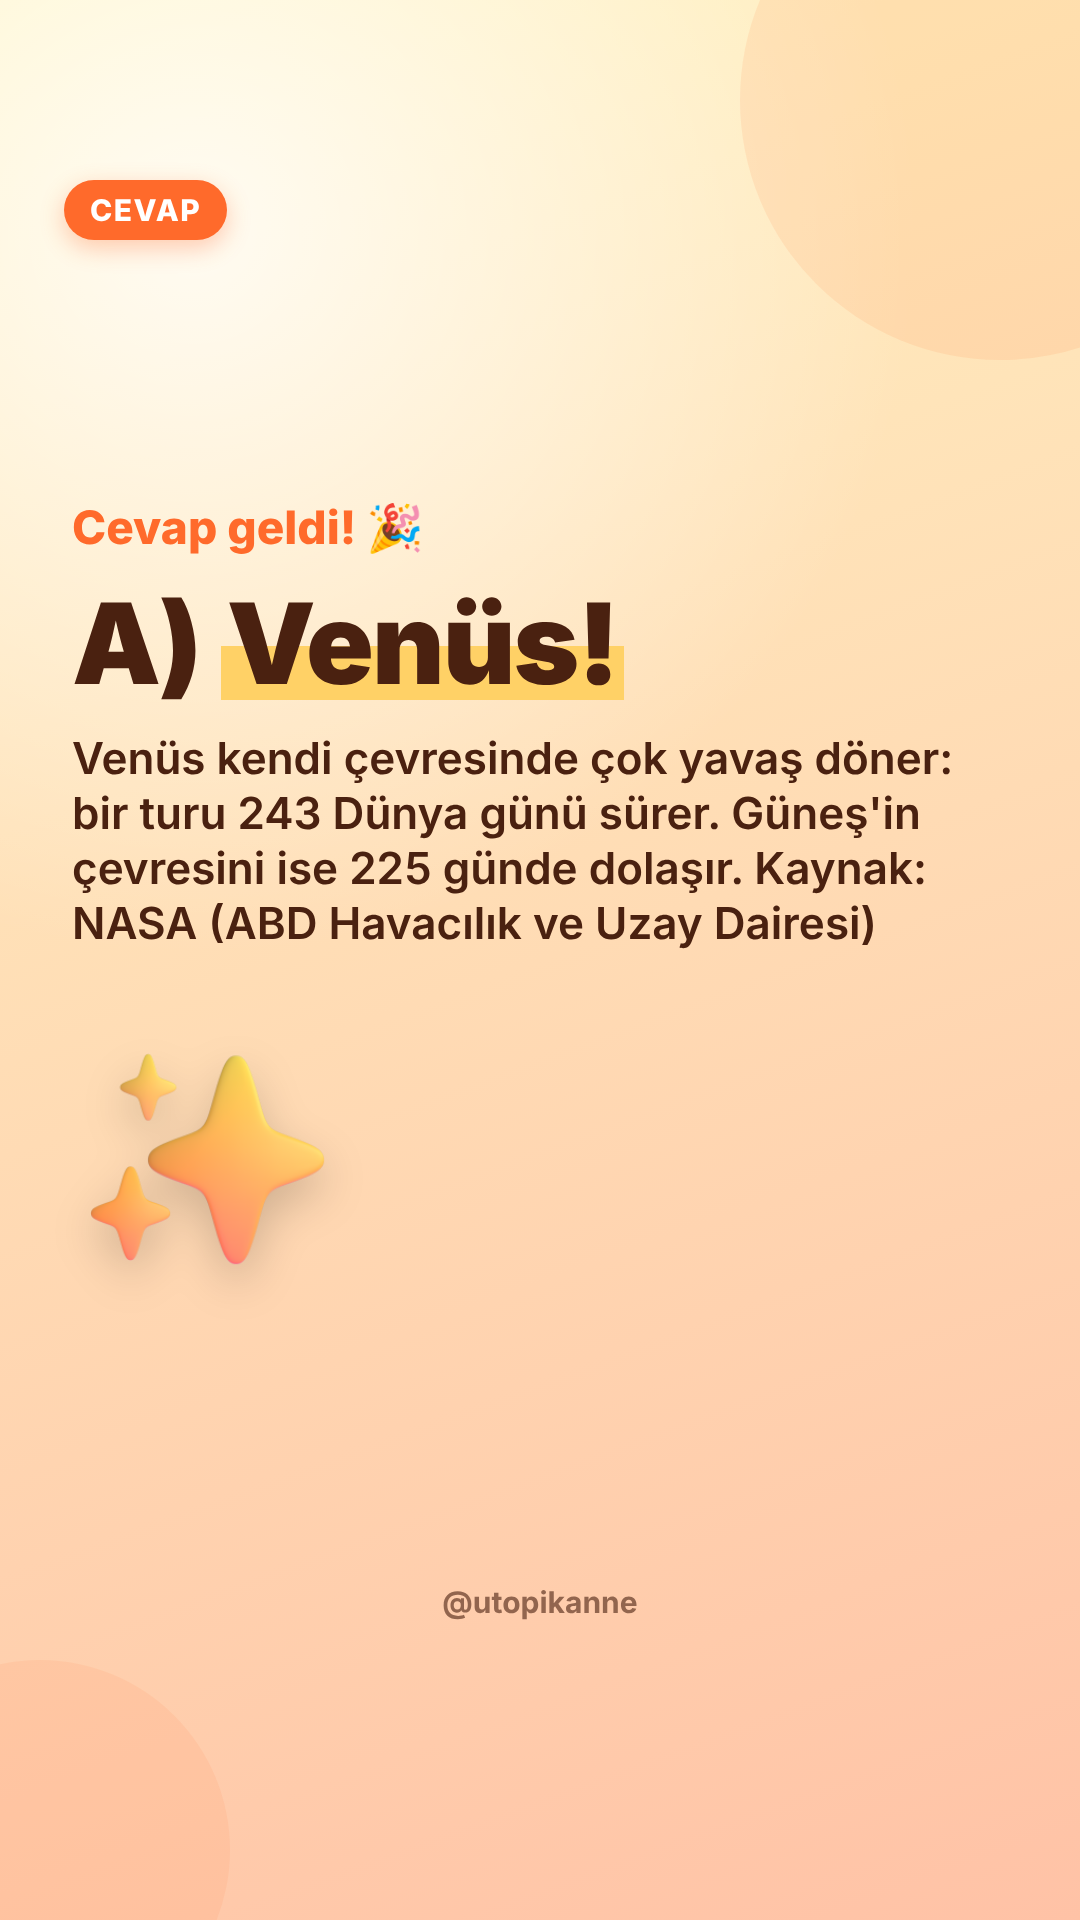 CEVAP
Cevap geldi! 🎉
A) Venüs!
Venüs kendi çevresinde çok yavaş döner:
bir turu 243 Dünya günü sürer. Güneş'in
çevresini ise 225 günde dolaşır. Kaynak:
NASA (ABD Havacılık ve Uzay Dairesi)
@utopikanne